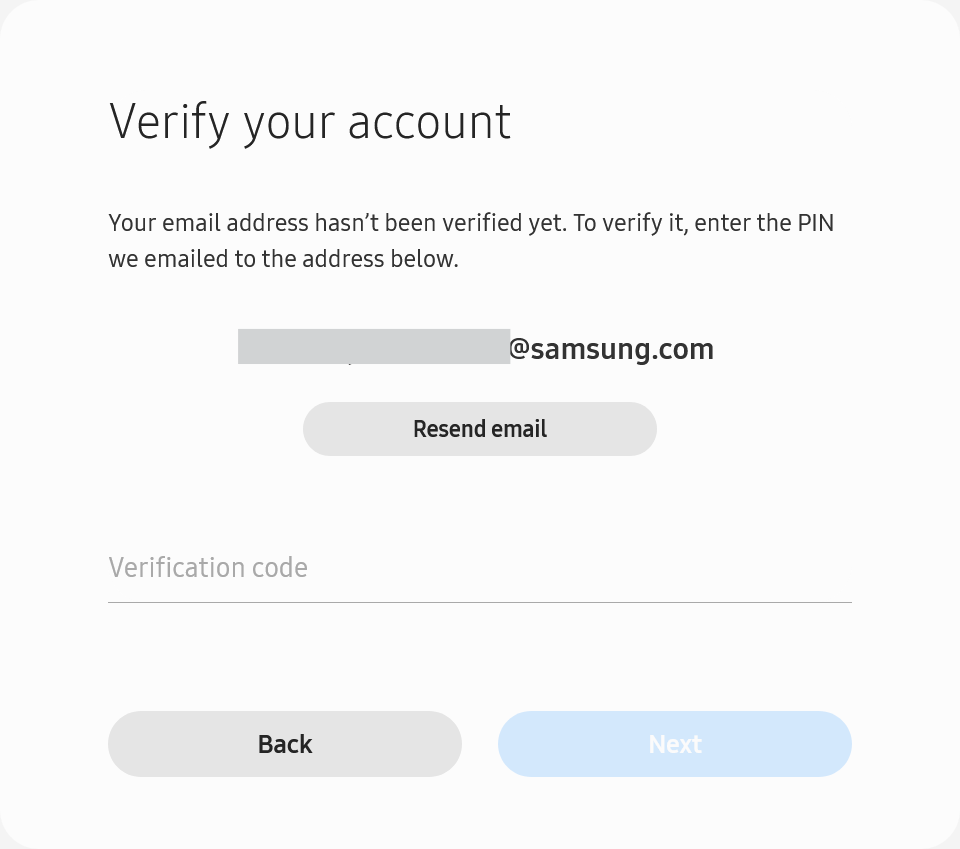 Verify your account
Your email address hasn’t been verified yet. To verify it, enter the PIN
we emailed to the address below.
@samsung.com
Resend email
Verification code
Back
Next